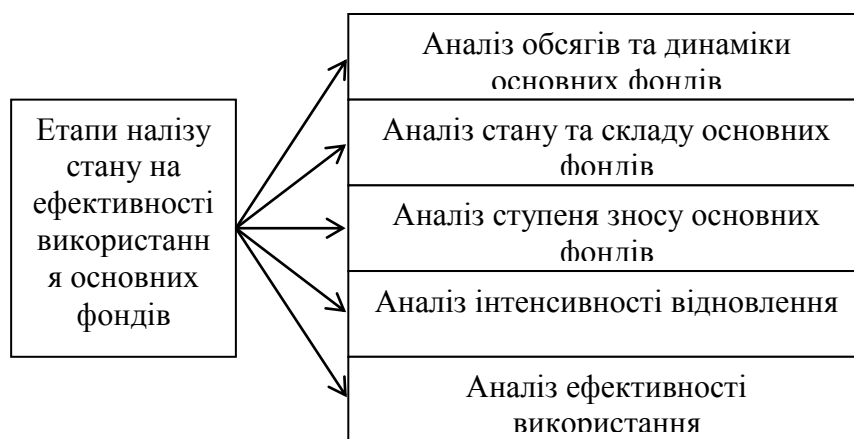 Етапи налізу
стану на
ефективності
використанн
я основних
фондів
Аналіз обсягів та динаміки
основних фондів
Аналіз стану та складу основних
фондів
Аналіз ступеня зносу основних
фондів
Аналіз інтенсивності відновлення
Аналіз ефективності
використання